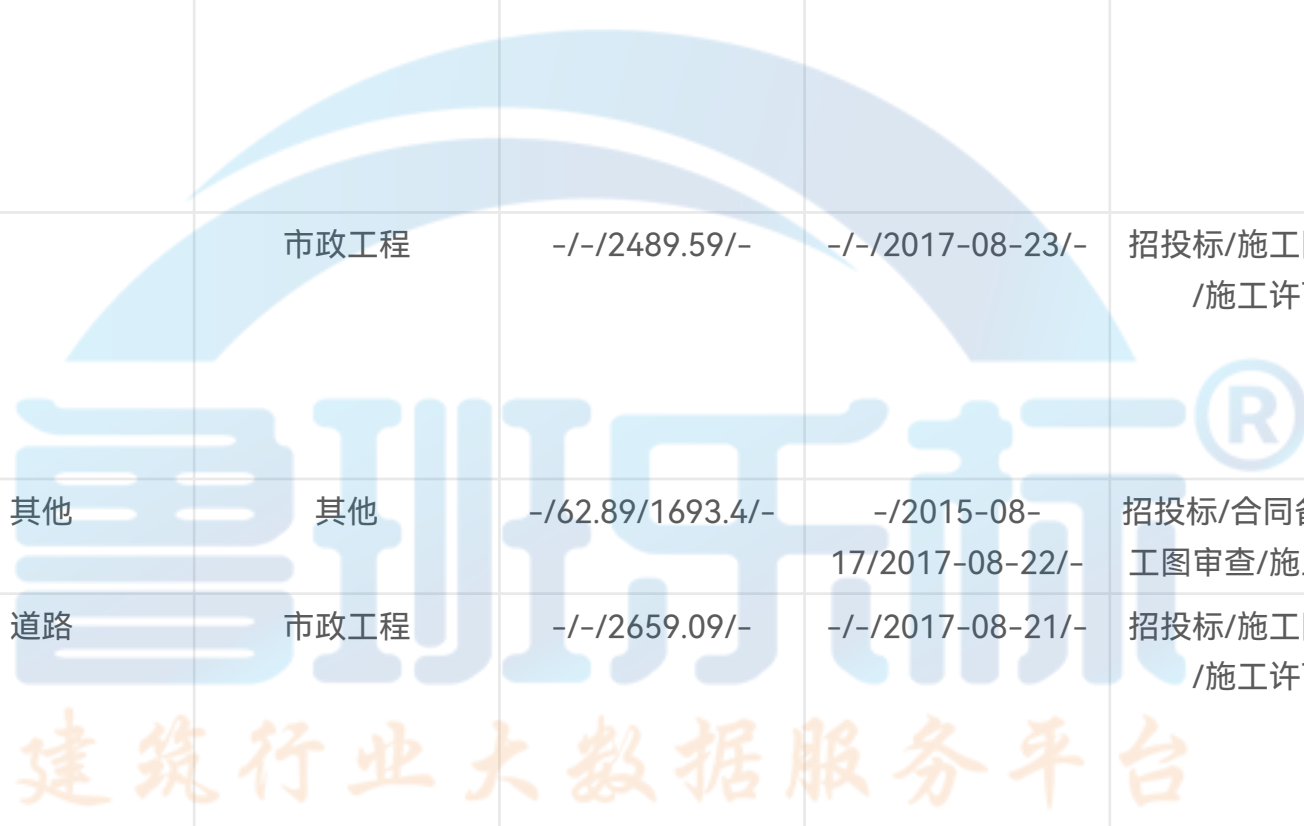 市政工程 -/-/2489.59/- -/-/2017-08-23/- 招投标/施工
/施工许
其他 其他 -/62.89/1693.4/- -/2015-08- 招投标/合同
17/2017-08-22/- 工图审查/施
道路 市政工程 -/-/2659.09/- -/-/2017-08-21/- 招投标/施工
/施工许
鲁班乐标®
建筑行业大数据服务平台